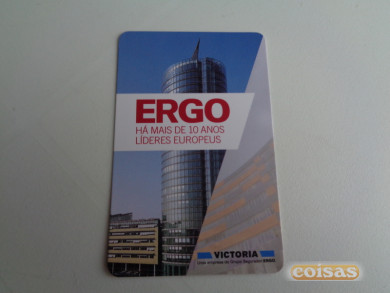 ERGO
HÁ MAIS DE 10 ANOS
LÍDERES EUROPEUS
VICTORIA
coisas